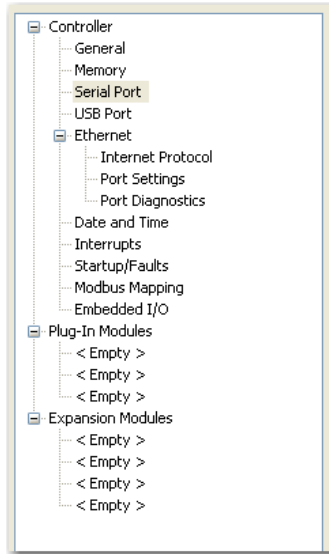 Controller
General
Memory
Serial Port
USB Port
Ethernet
Internet Protocol
Port Settings
Port Diagnostics
Date and Time
Interrupts
Startup/Faults
Modbus Mapping
Embedded I/O
Plug-In Modules
< Empty >
< Empty >
< Empty >
Expansion Modules
< Empty >
< Empty >
< Empty >
< Empty >